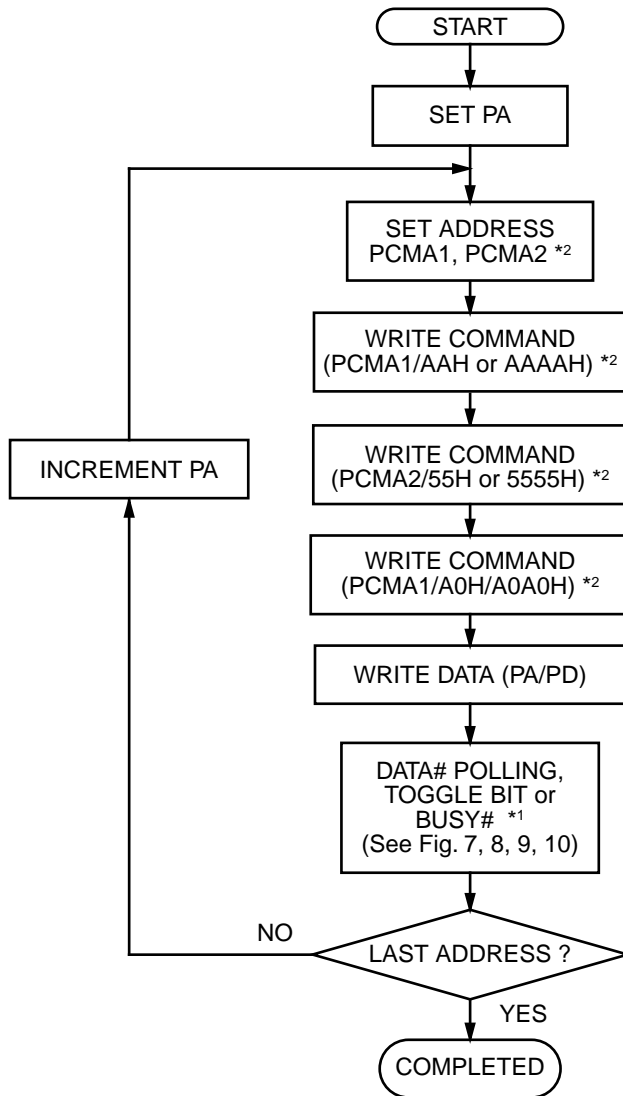 START
SET PA
SET ADDRESS
PCMA1, PCMA2 *2
WRITE COMMAND
(PCMA1/AAH or AAAAH) *2
INCREMENT PA
WRITE COMMAND
(PCMA2/55H or 5555H) *2
WRITE COMMAND
(PCMA1/A0H/A0A0H) *2
WRITE DATA (PA/PD)
DATA# POLLING,
TOGGLE BIT or
BUSY# *1
(See Fig. 7, 8, 9, 10)
NO
LAST ADDRESS ?
YES
COMPLETED